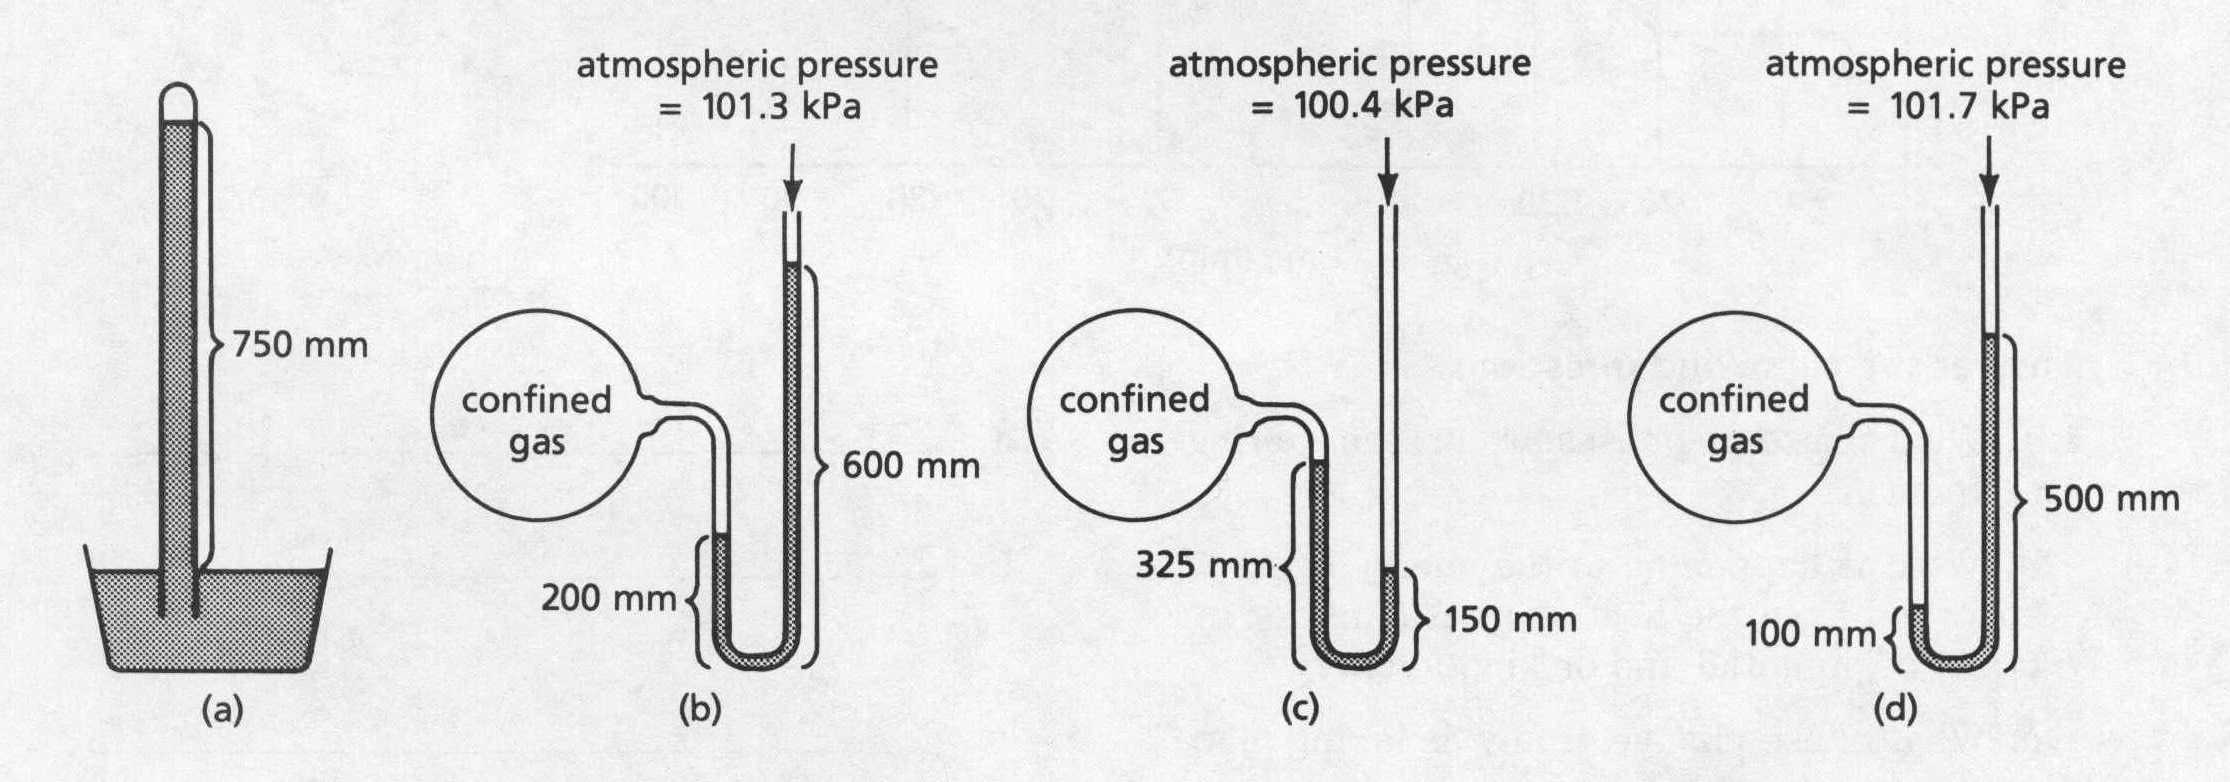 atmospheric pressure
= 101.3 kPa
atmospheric pressure
= 100.4 kPa
atmospheric pressure
= 101.7 kPa
750 mm
confined
gas
600 mm
200 mm
(a)
(b)
confined
gas
325 mm
150 mm
(c)
confined
gas
500 mm
100 mm
(d)